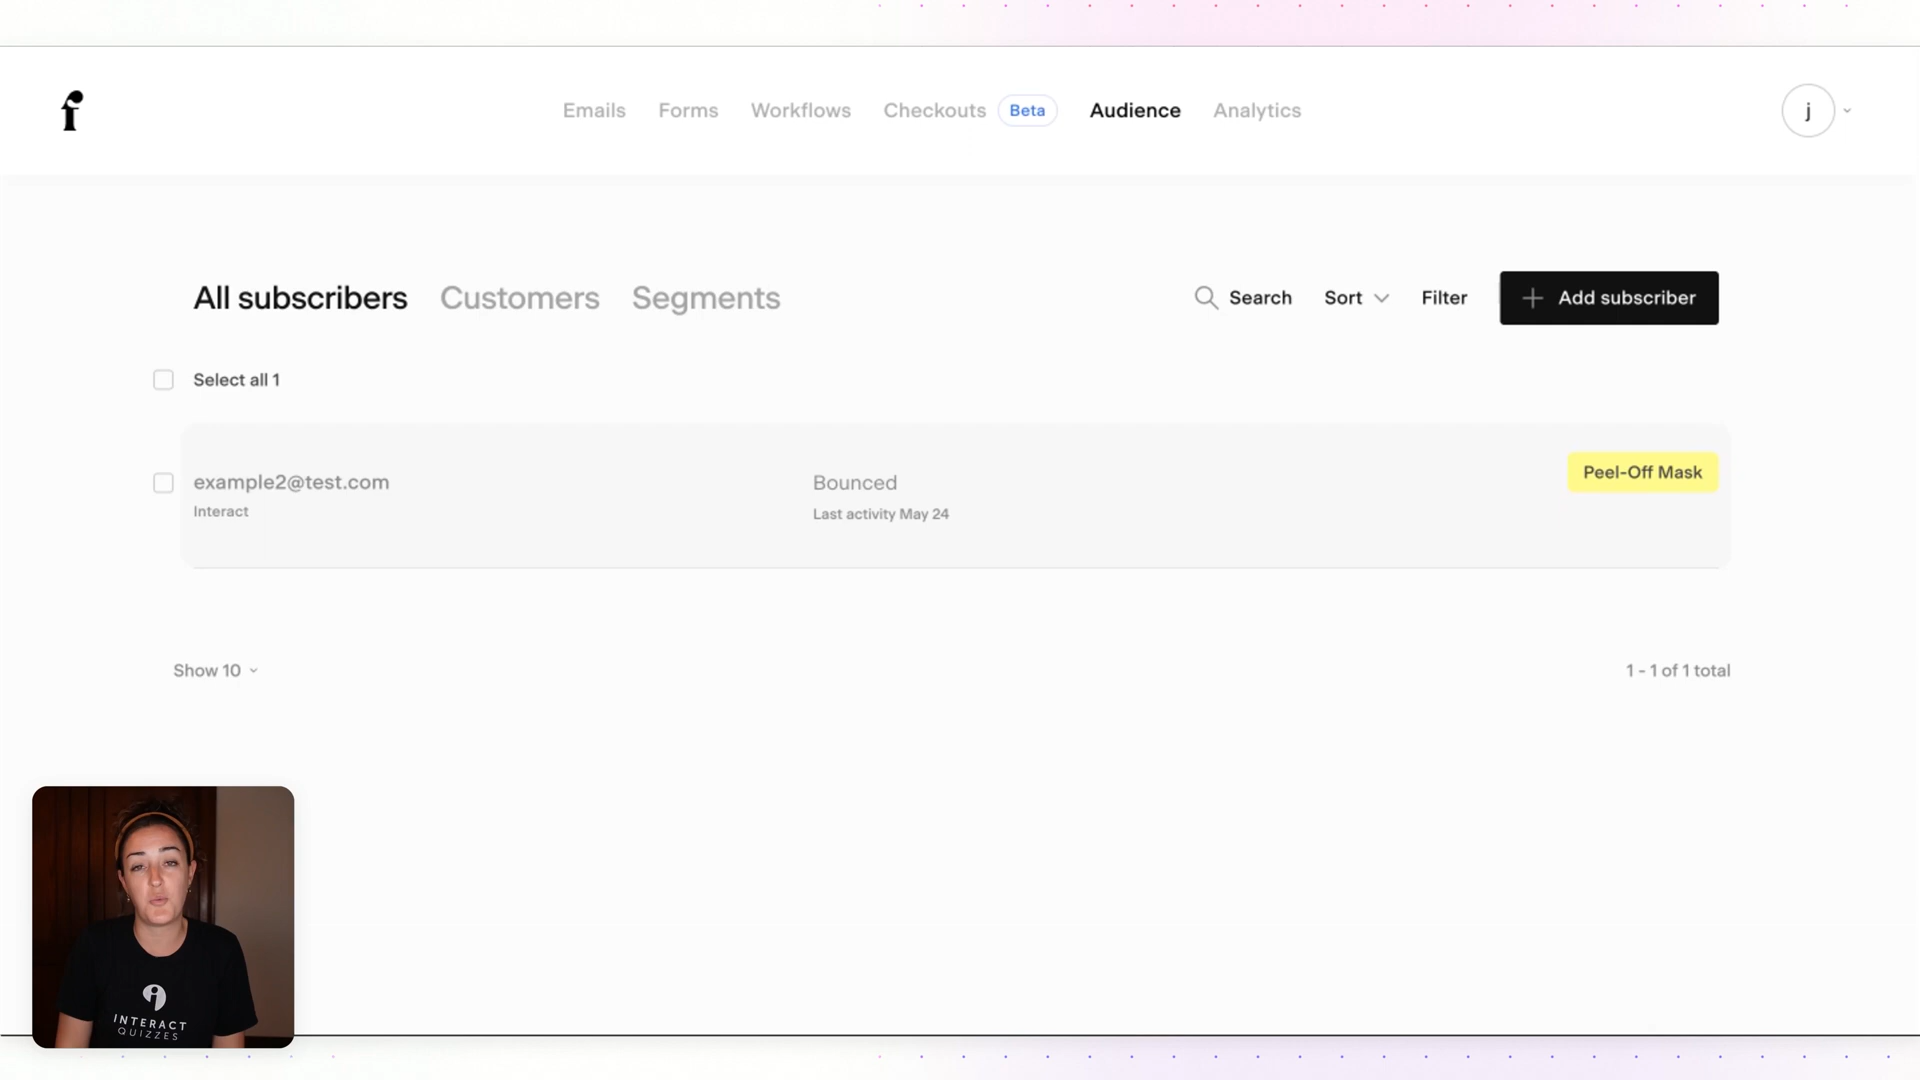 f
Emails Forms Workflows Checkouts Beta Audience Analytics
j
All subscribers Customers Segments
Search Sort Filter + Add subscriber
Select all 1
example2@test.com
Interact
Bounced
Last activity May 24
Peel-Off Mask
Show 10
1 - 1 of 1 total
INTERACT
QUIZZES